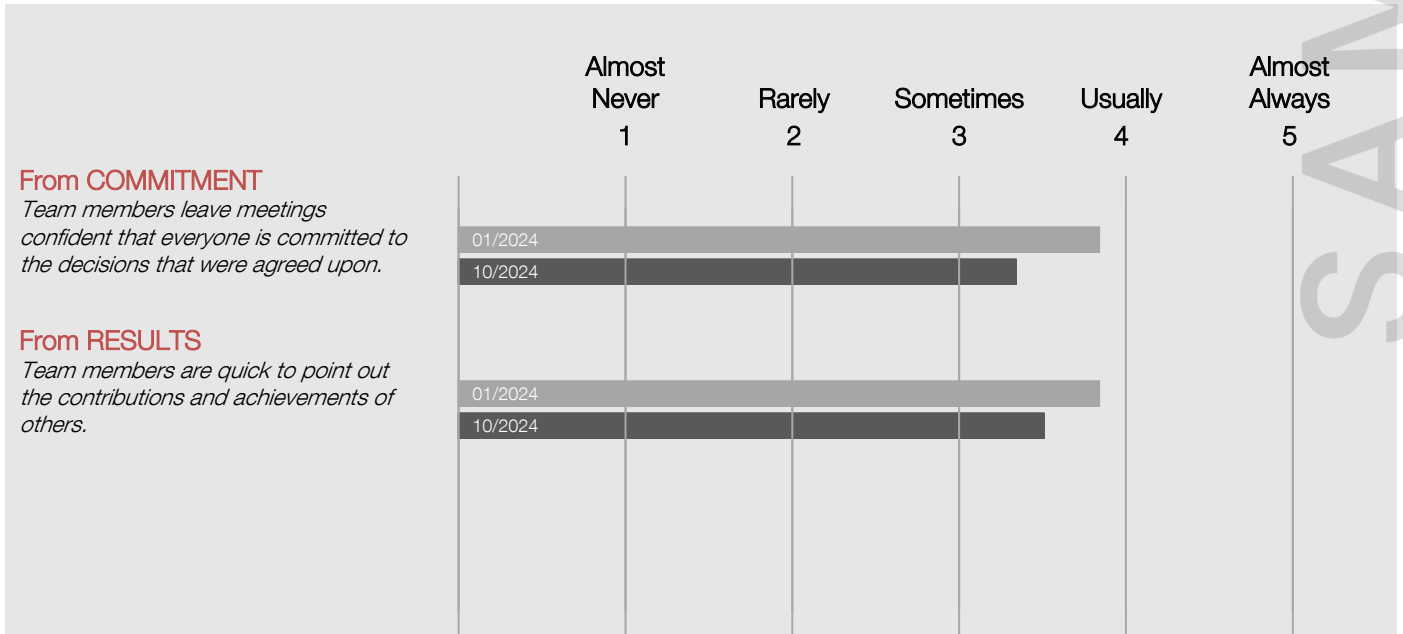 Almost
Never
Rarely
Sometimes
Usually
Almost
Always
1
2
3
4
5
From COMMITMENT
Team members leave meetings
confident that everyone is committed to
the decisions that were agreed upon.
01/2024
10/2024
From RESULTS
Team members are quick to point out
the contributions and achievements of
others.
01/2024
10/2024
SA